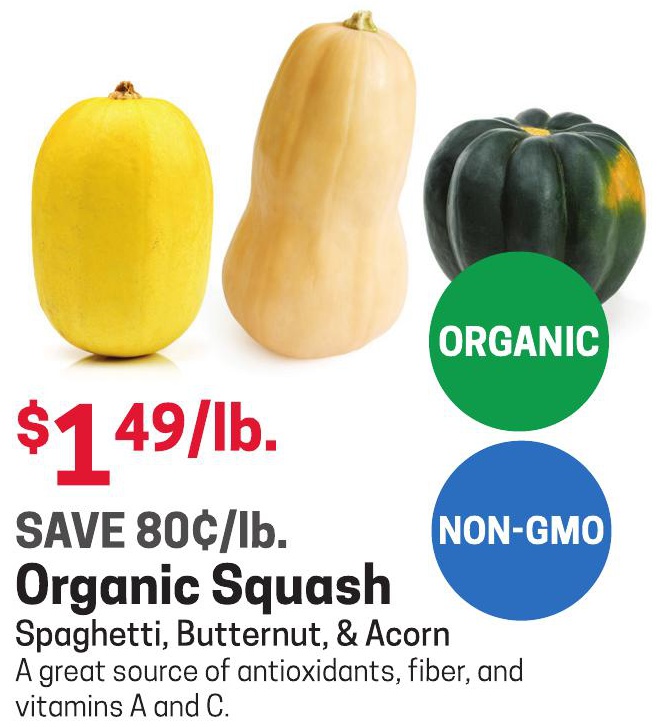 ORGANIC
$1 49/lb.
NON-GMO
SAVE 80¢/lb.
Organic Squash
Spaghetti, Butternut, & Acorn
A great source of antioxidants, fiber, and
vitamins A and C.